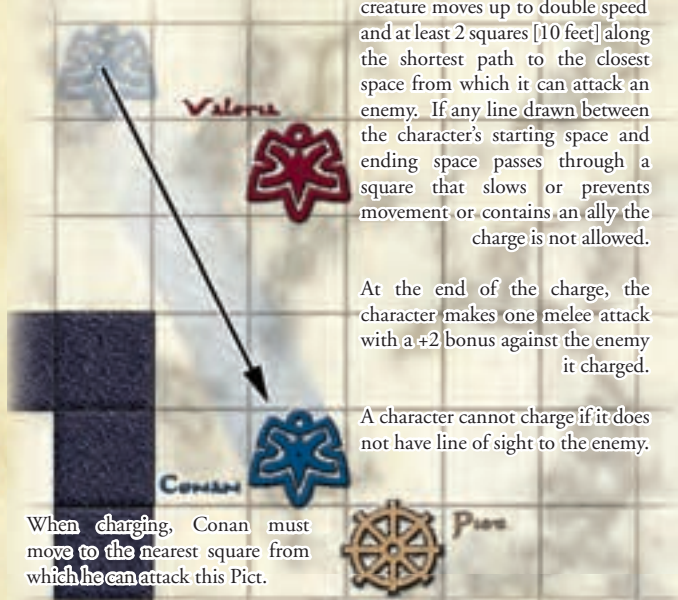 creature moves up to double speed
and at least 2 squares [10 feet] along
the shortest path to the closest
space from which it can attack an
enemy. If any line drawn between
the character's starting space and
ending space passes through a
square that slows or prevents
movement or contains an ally the
charge is not allowed.
Valeria
At the end of the charge, the
character makes one melee attack
with a +2 bonus against the enemy
it charged.
A character cannot charge if it does
not have line of sight to the enemy.
Conan
Pict
When charging, Conan must
move to the nearest square from
which he can attack this Pict.